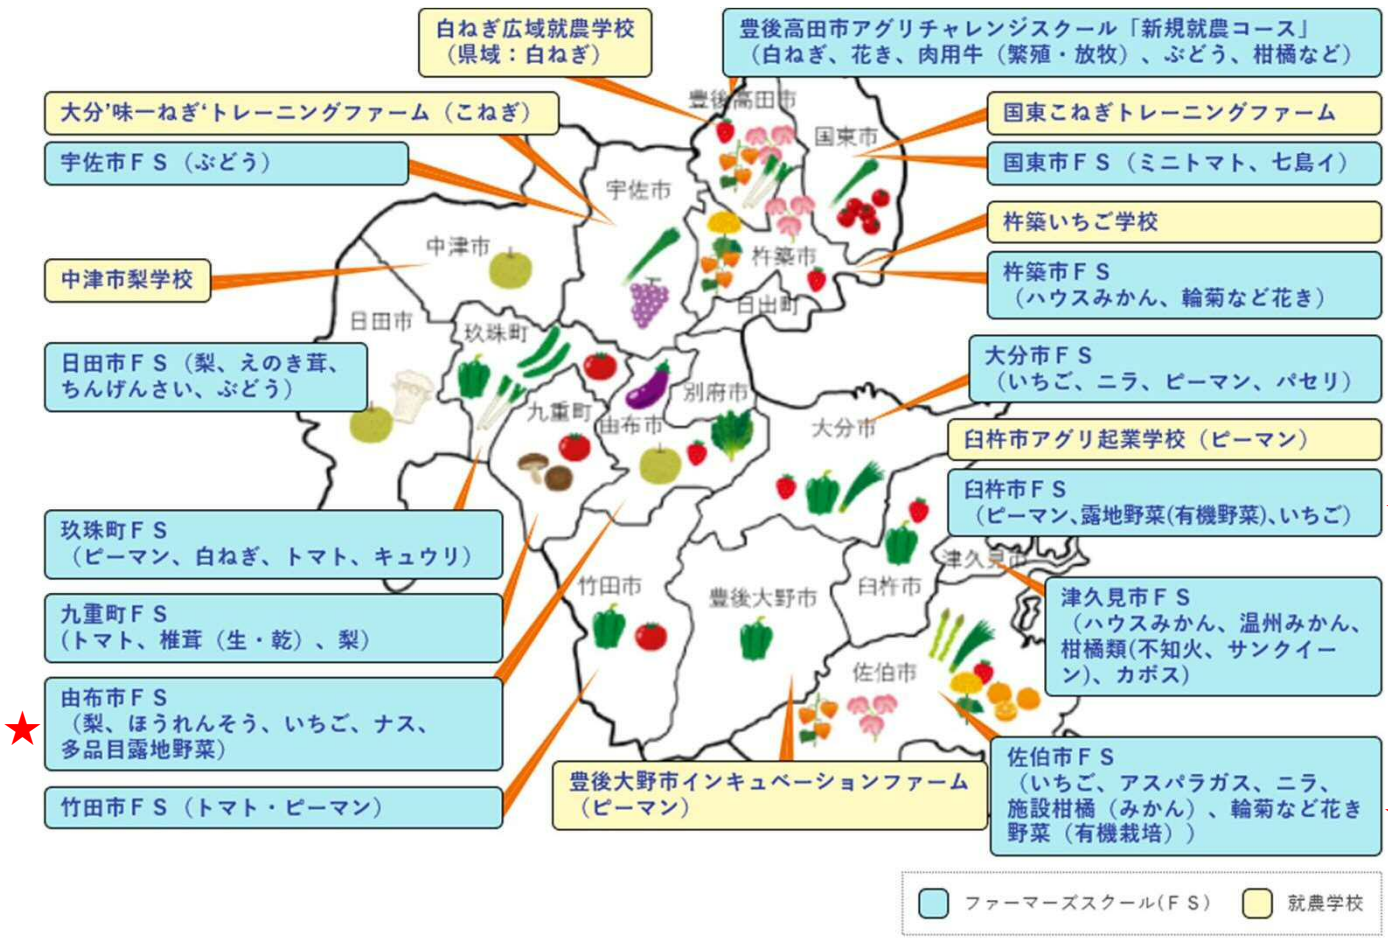 白ねぎ広域就農学校
（県域：白ねぎ）
豊後高田市アグリチャレンジスクール「新規就農コース」
（白ねぎ、花き、肉用牛（繁殖・放牧）、ぶどう、柑橘など）
大分’味一ねぎ‘トレーニングファーム（こねぎ）
宇佐市ＦＳ（ぶどう）
国東こねぎトレーニングファーム
国東市ＦＳ（ミニトマト、七島イ）
杵築いちご学校
杵築市ＦＳ
（ハウスみかん、輪菊など花き）
中津市梨学校
日田市ＦＳ（梨、えのき茸、
ちんげんさい、ぶどう）
大分市ＦＳ
（いちご、ニラ、ピーマン、パセリ）
臼杵市アグリ起業学校（ピーマン）
臼杵市ＦＳ
（ピーマン、露地野菜(有機野菜)、いちご）
玖珠町ＦＳ
（ピーマン、白ねぎ、トマト、キュウリ）
九重町ＦＳ
(トマト、椎茸（生・乾）、梨）
津久見市ＦＳ
（ハウスみかん、温州みかん、
柑橘類(不知火、サンクイー
ン)、カボス）
由布市ＦＳ
（梨、ほうれんそう、いちご、ナス、
多品目露地野菜）
竹田市ＦＳ（トマト・ピーマン）
豊後大野市インキュベーションファーム
（ピーマン）
佐伯市ＦＳ
（いちご、アスパラガス、ニラ、
施設柑橘（みかん）、輪菊など花き
野菜（有機栽培））
豊後高田市
国東市
宇佐市
中津市
杵築市
日出町
日田市
玖珠町
別府市
九重町
由布市
大分市
津久見市
竹田市
豊後大野市
臼杵市
佐伯市
ファーマーズスクール(ＦＳ)
就農学校